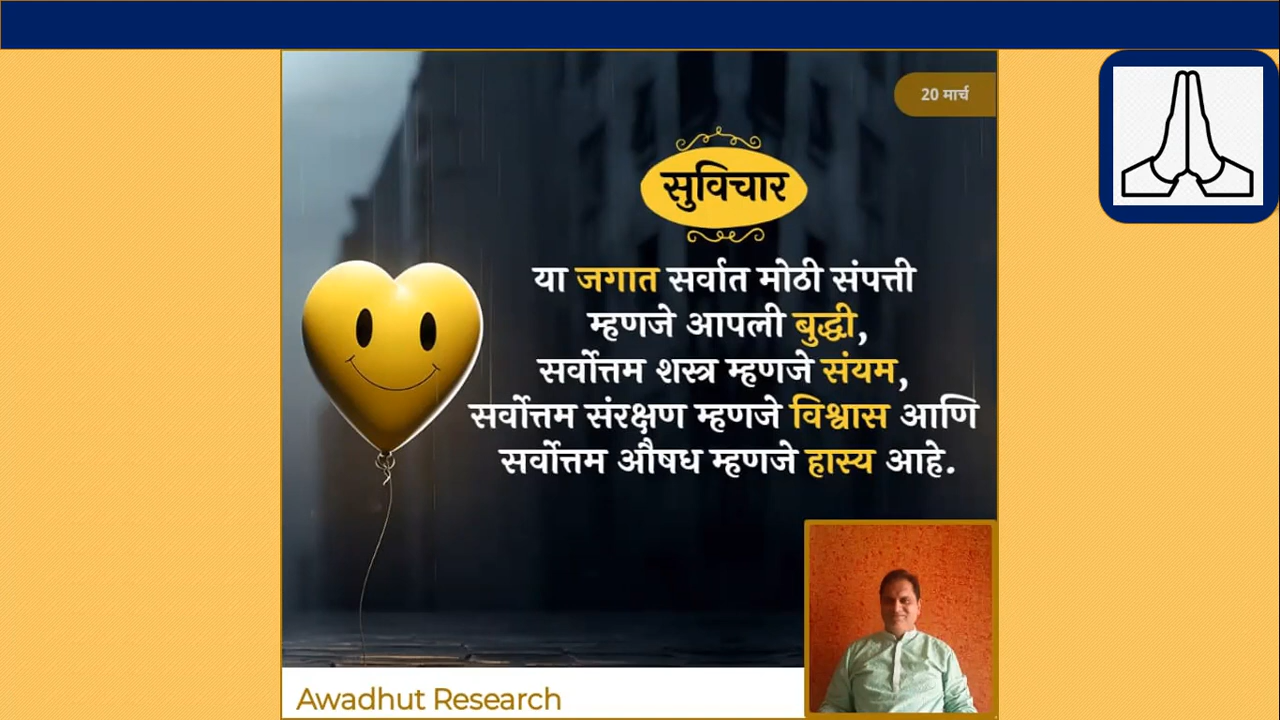 20 मार्च
सुविचार
या जगात सर्वात मोठी संपत्ती
म्हणजे आपली बुद्धी,
सर्वोत्तम शस्त्र म्हणजे संयम,
सर्वोत्तम संरक्षण म्हणजे विश्वास आणि
सर्वोत्तम औषध म्हणजे हास्य आहे.
Awadhut Research